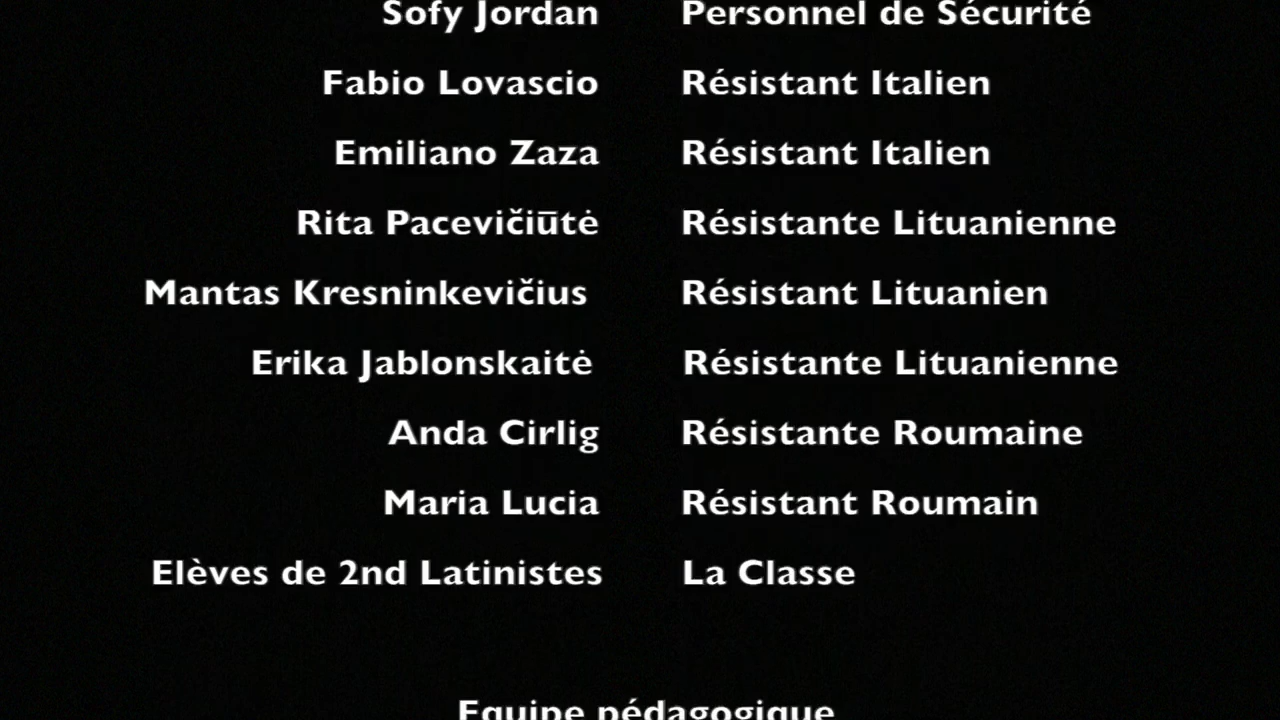 Sofy Jordan Personnel de Sécurité
Fabio Lovascio Résistant Italien
Emiliano Zaza Résistant Italien
Rita Pacevičiūtė Résistante Lituanienne
Mantas Kresninkevičius Résistant Lituanien
Erika Jablonskaitė Résistante Lituanienne
Anda Cirlig Résistante Roumaine
Maria Lucia Résistant Roumain
Elèves de 2nd Latinistes La Classe
Equipe pédagogique